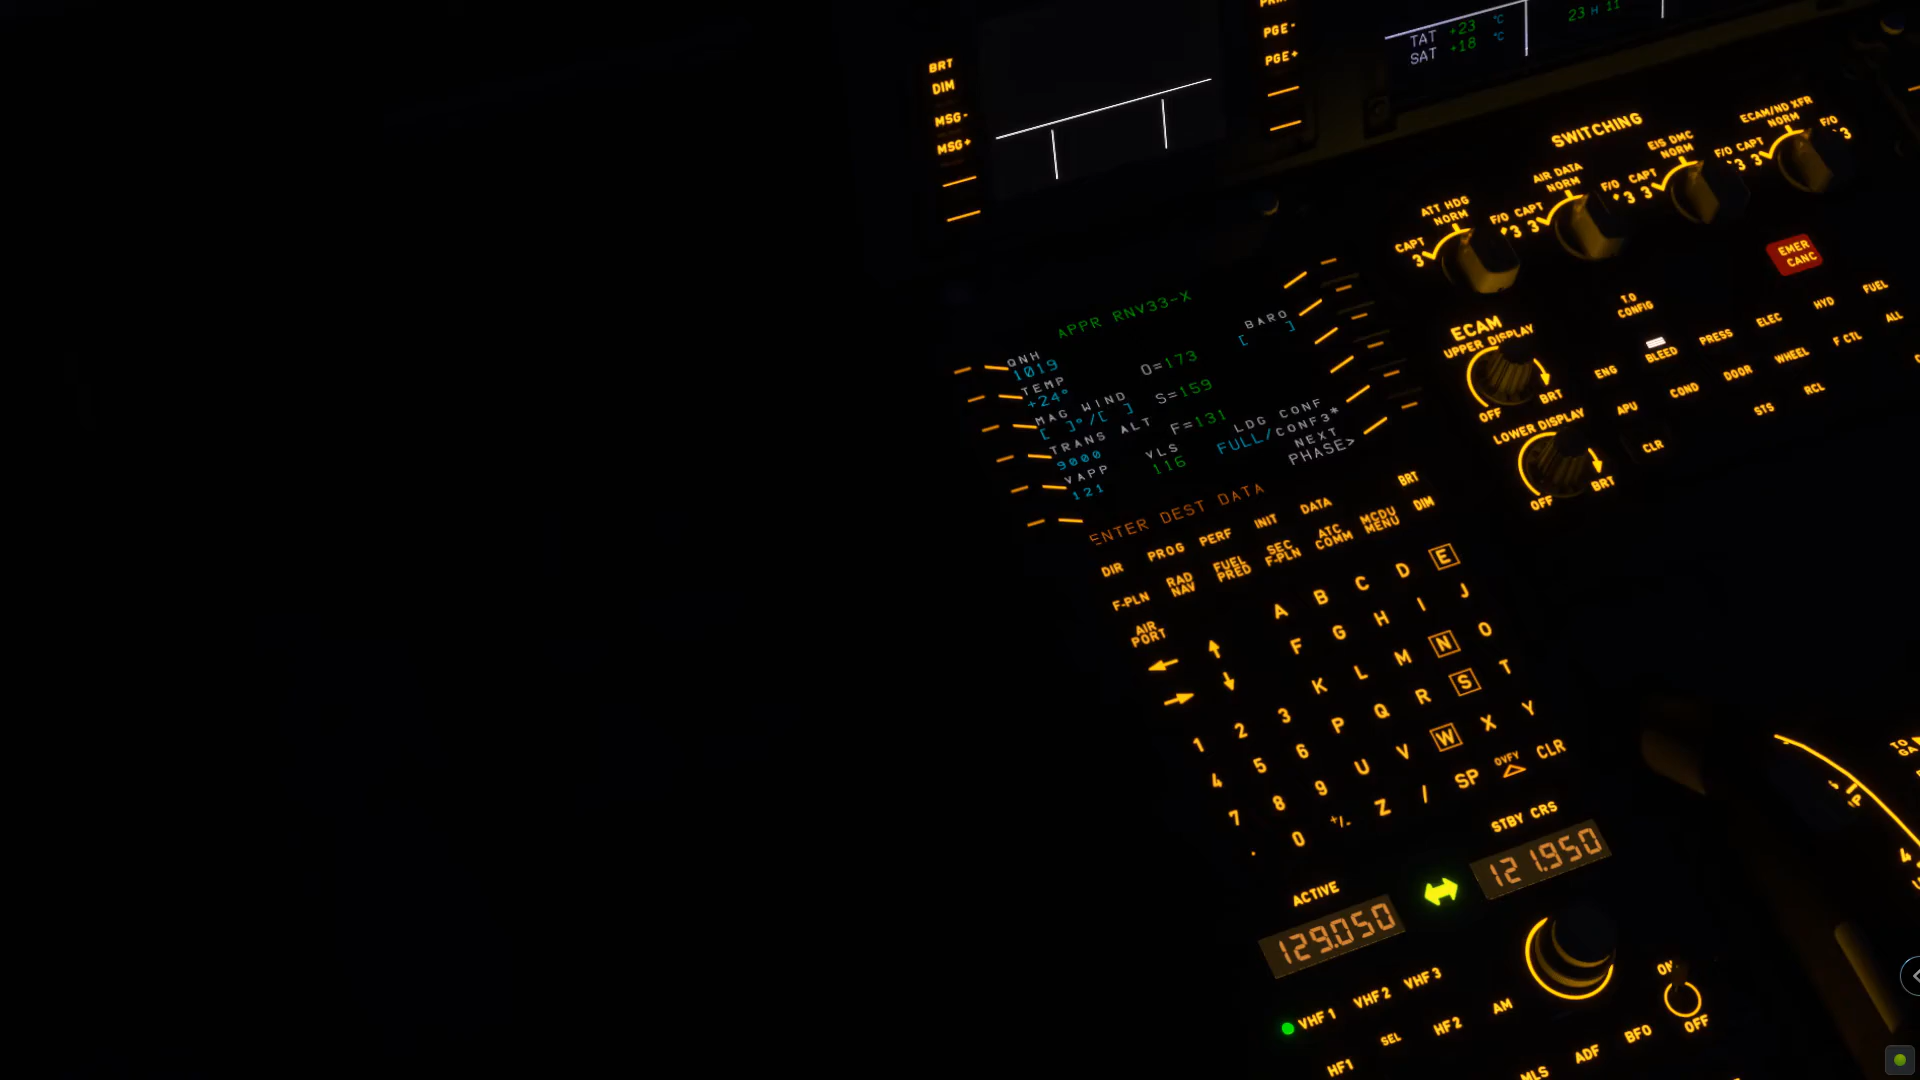 BRT
DIM
MSG-
MSG+
PGE-
PGE+
TAT +23 °C
SAT +18 °C
23 H 11
SWITCHING
ATT HDG
NORM
CAPT
3
F/O
3
AIR DATA
NORM
CAPT
3
F/O
3
EIS DMC
NORM
CAPT
3
F/O
3
ECAM/ND XFR
NORM
CAPT
3
F/O
3
EMER
CANC
ECAM
UPPER DISPLAY
OFF
BRT
LOWER DISPLAY
OFF
BRT
T.O
CONFIG
ENG
BLEED
PRESS
ELEC
HYD
FUEL
APU
COND
DOOR
WHEEL
F CTL
ALL
CLR
STS
RCL
APPR RNV33-X
QNH
1019
BARO
[ ]
TEMP
+24°
O=173
MAG WIND
[ ]°/[ ]
S=159
TRANS ALT
9000
F=131
LDG CONF
CONF3*
VAPP
121
VLS
116
FULL/
NEXT
PHASE>
ENTER DEST DATA
BRT
DIM
DIR
PROG
PERF
INIT
DATA
F-PLN
RAD
NAV
FUEL
PRED
SEC
F-PLN
ATC
COMM
MCDU
MENU
AIR
PORT
A B C D E
F G H I J
K L M N O
P Q R S T
U V W X Y
Z / SP OVFY CLR
1 2 3
4 5 6
7 8 9
. 0 +/-
ACTIVE
129.050
STBY CRS
121.950
VHF1
VHF2
VHF3
HF1
SEL
HF2
AM
MLS
ADF
BFO
ON
OFF
TO
GA
4